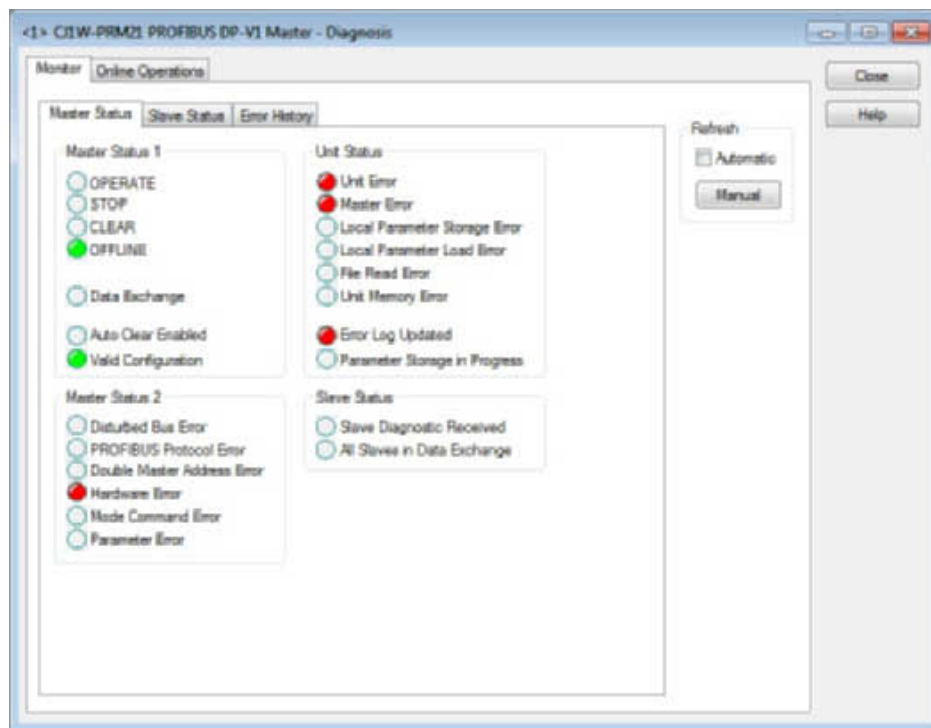 <1> CJ1W-PRM21 PROFIBUS DP-V1 Master - Diagnosis
Monitor
Online Operations
Close
Help
Master Status
Slave Status
Error History
Refresh
Automatic
Manual
Master Status 1
OPERATE
STOP
CLEAR
OFFLINE
Data Exchange
Auto Clear Enabled
Valid Configuration
Unit Status
Unit Error
Master Error
Local Parameter Storage Error
Local Parameter Load Error
File Read Error
Unit Memory Error
Error Log Updated
Parameter Storage in Progress
Master Status 2
Disturbed Bus Error
PROFIBUS Protocol Error
Double Master Address Error
Hardware Error
Mode Command Error
Parameter Error
Slave Status
Slave Diagnostic Received
All Slaves in Data Exchange